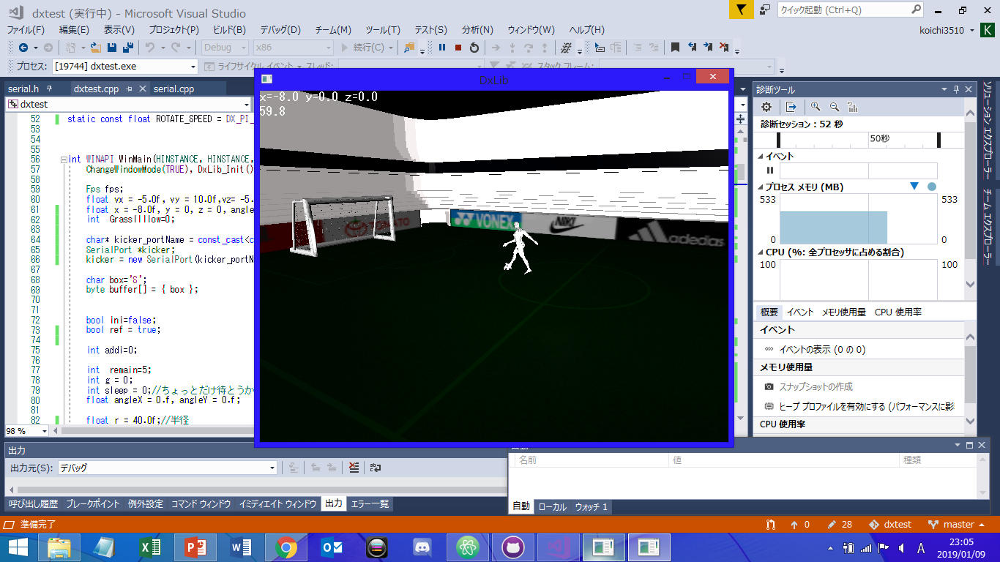 dxtest (実行中) - Microsoft Visual Studio
クイック起動 (Ctrl+Q)
ファイル(F) 編集(E) 表示(V) プロジェクト(P) ビルド(B) デバッグ(D) チーム(M) ツール(T) テスト(S) 分析(N) ウィンドウ(W) ヘルプ(H)
koichi3510 K
Debug x86 続行(C)
プロセス: [19744] dxtest.exe ライフサイクル イベント スレッド: スタック フレーム:
serial.h dxtest.cpp serial.cpp
dxtest
52 static const float ROTATE_SPEED = DX_PI_
53
54
55
56 int WINAPI WinMain(HINSTANCE, HINSTANCE,
57 ChangeWindowMode(TRUE), DxLib_Init()
58
59 Fps fps;
60 float vx = -5.0f, vy = 10.0f,vz= -5.
61 float x = -8.0f, y = 0, z = 0, angle
62 int
63
64 char* kicker_portName = const_cast<c
65 SerialPort *kicker;
66 kicker = new SerialPort(kicker_portN
67
68 char box='S';
69 byte buffer[] = { box };
70
71
72 bool ini=false;
73 bool ref = true;
74
75 int addi=0;
76
77 int remain=5;
78 int g = 0;
79 int sleep = 0;//ちょっとだけ待とうか
80 float angleX = 0.f, angleY = 0.f;
81
82 float r = 40.0f;//半径
98 %
DxLib
x=-8.0 y=0.0 z=0.0
59.8
YONEX
NIKE
adedias
診断ツール
診断セッション: 52 秒
50秒
イベント
プロセス メモリ (MB)
533 533
0 0
CPU (%: 全プロセッサに占める割合)
100 100
概要 イベント メモリ使用量 CPU 使用率
イベント
イベントの表示 (0 の 0)
メモリ使用量
スナップショットの作成
ヒープ プロファイルを有効にする (パフォーマンスに影
CPU 使用率
ソリューション エクスプローラー
チーム エクスプローラー
出力
出力元(S): デバッグ
呼び出し履歴 ブレークポイント 例外設定 コマンド ウィンドウ イミディエイト ウィンドウ 出力 エラー一覧
自動
名前 値 種類
自動 ローカル ウォッチ 1
準備完了
0 28 dxtest master
A
23:05
2019/01/09